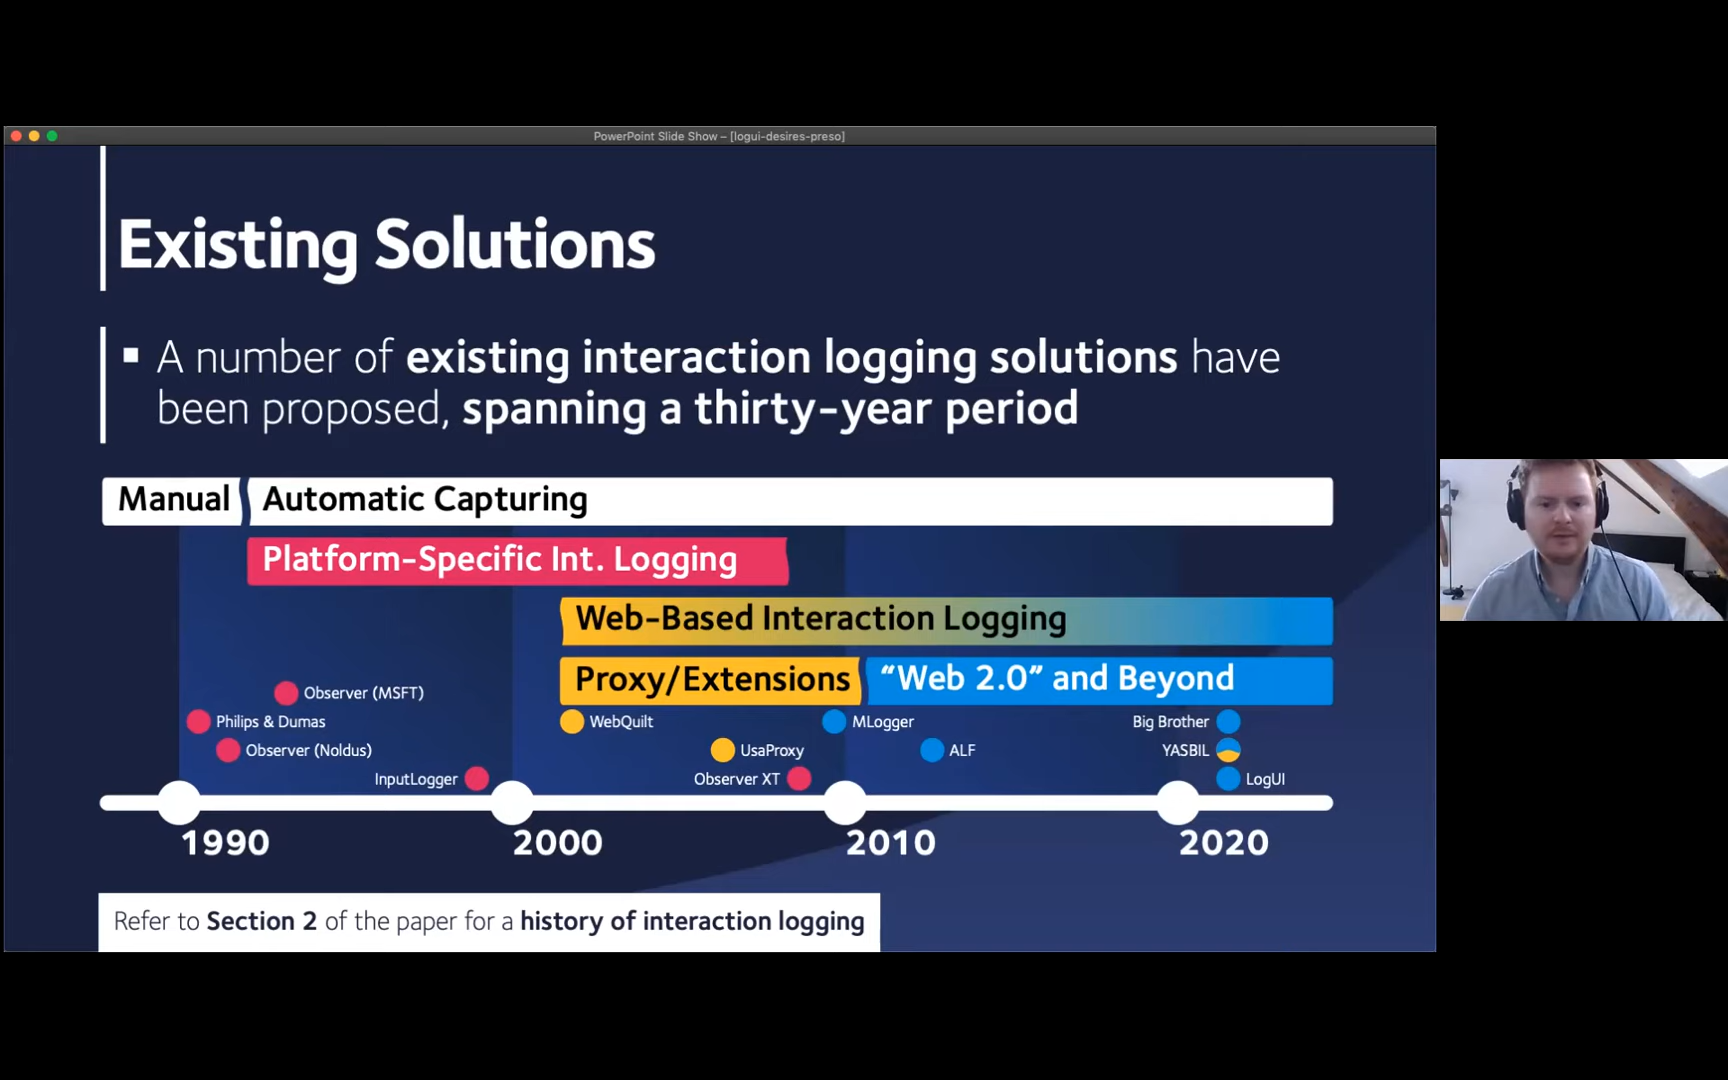 PowerPoint Slide Show – [logui-desires-preso]
Existing Solutions
▪ A number of existing interaction logging solutions have
been proposed, spanning a thirty-year period
Manual
Automatic Capturing
Platform-Specific Int. Logging
Web-Based Interaction Logging
Proxy/Extensions
“Web 2.0” and Beyond
Observer (MSFT)
Philips & Dumas
WebQuilt
MLogger
Big Brother
Observer (Noldus)
UsaProxy
ALF
YASBIL
InputLogger
Observer XT
LogUI
1990
2000
2010
2020
Refer to Section 2 of the paper for a history of interaction logging